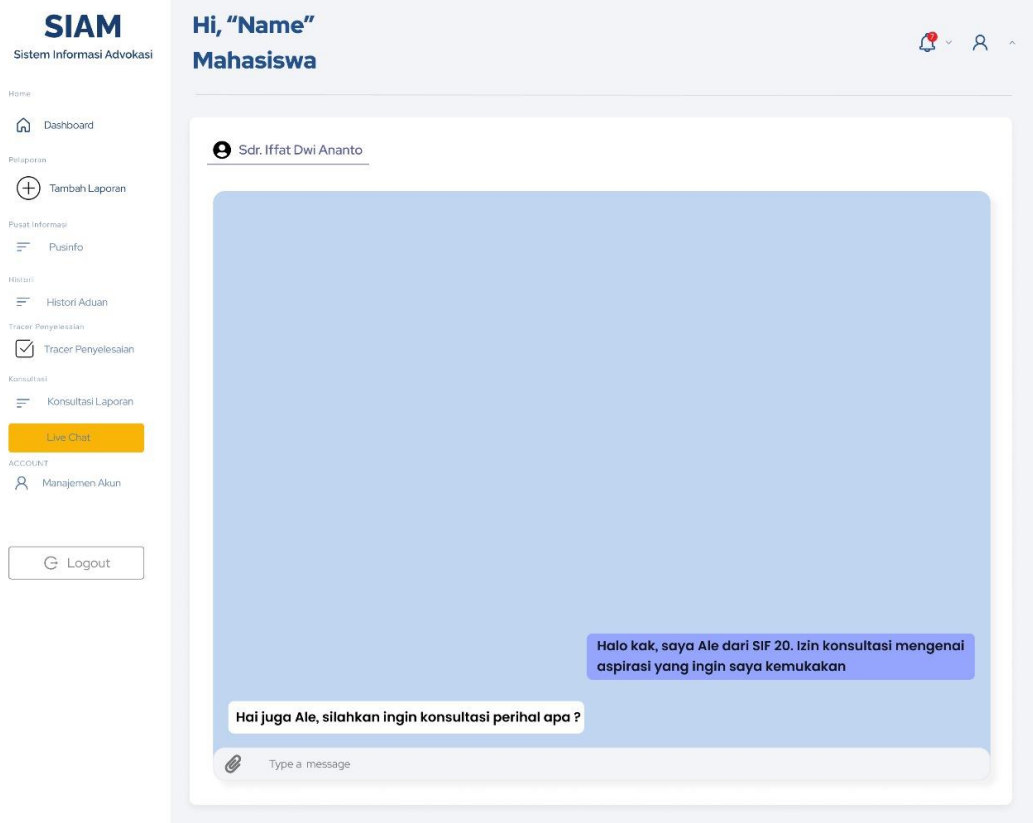 SIAM
Sistem Informasi Advokasi
Home
Dashboard
Pelaporan
Tambah Laporan
Pusat Informasi
Pusinfo
Histori
Histori Aduan
Tracer Penyelesaian
Tracer Penyelesaian
Konsultasi
Konsultasi Laporan
Live Chat
ACCOUNT
Manajemen Akun
Logout
Hi, “Name”
Mahasiswa
7
Sdr. Iffat Dwi Ananto
Halo kak, saya Ale dari SIF 20. Izin konsultasi mengenai
aspirasi yang ingin saya kemukakan
Hai juga Ale, silahkan ingin konsultasi perihal apa ?
Type a message